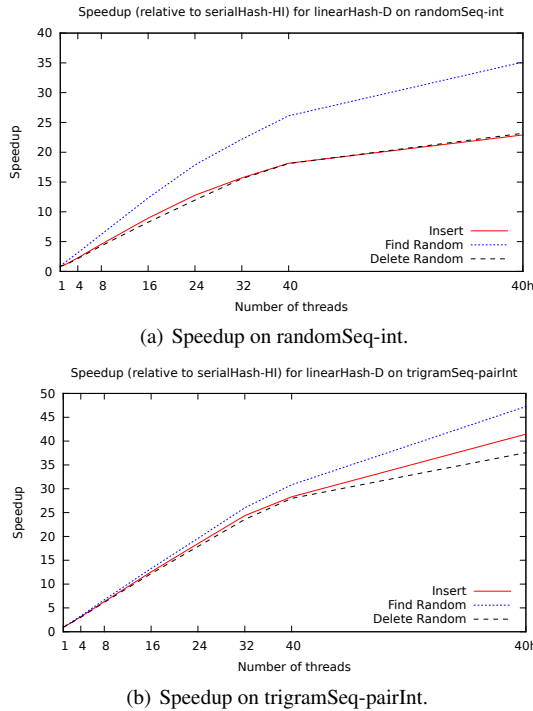 Speedup (relative to serialHash-HI) for linearHash-D on randomSeq-int
40
35
30
25
20
15
10
5
0
Speedup
Insert
Find Random
Delete Random
1 4 8 16 24 32 40 40h
Number of threads
(a) Speedup on randomSeq-int.
Speedup (relative to serialHash-HI) for linearHash-D on trigramSeq-pairInt
50
45
40
35
30
25
20
15
10
5
0
Speedup
Insert
Find Random
Delete Random
1 4 8 16 24 32 40 40h
Number of threads
(b) Speedup on trigramSeq-pairInt.